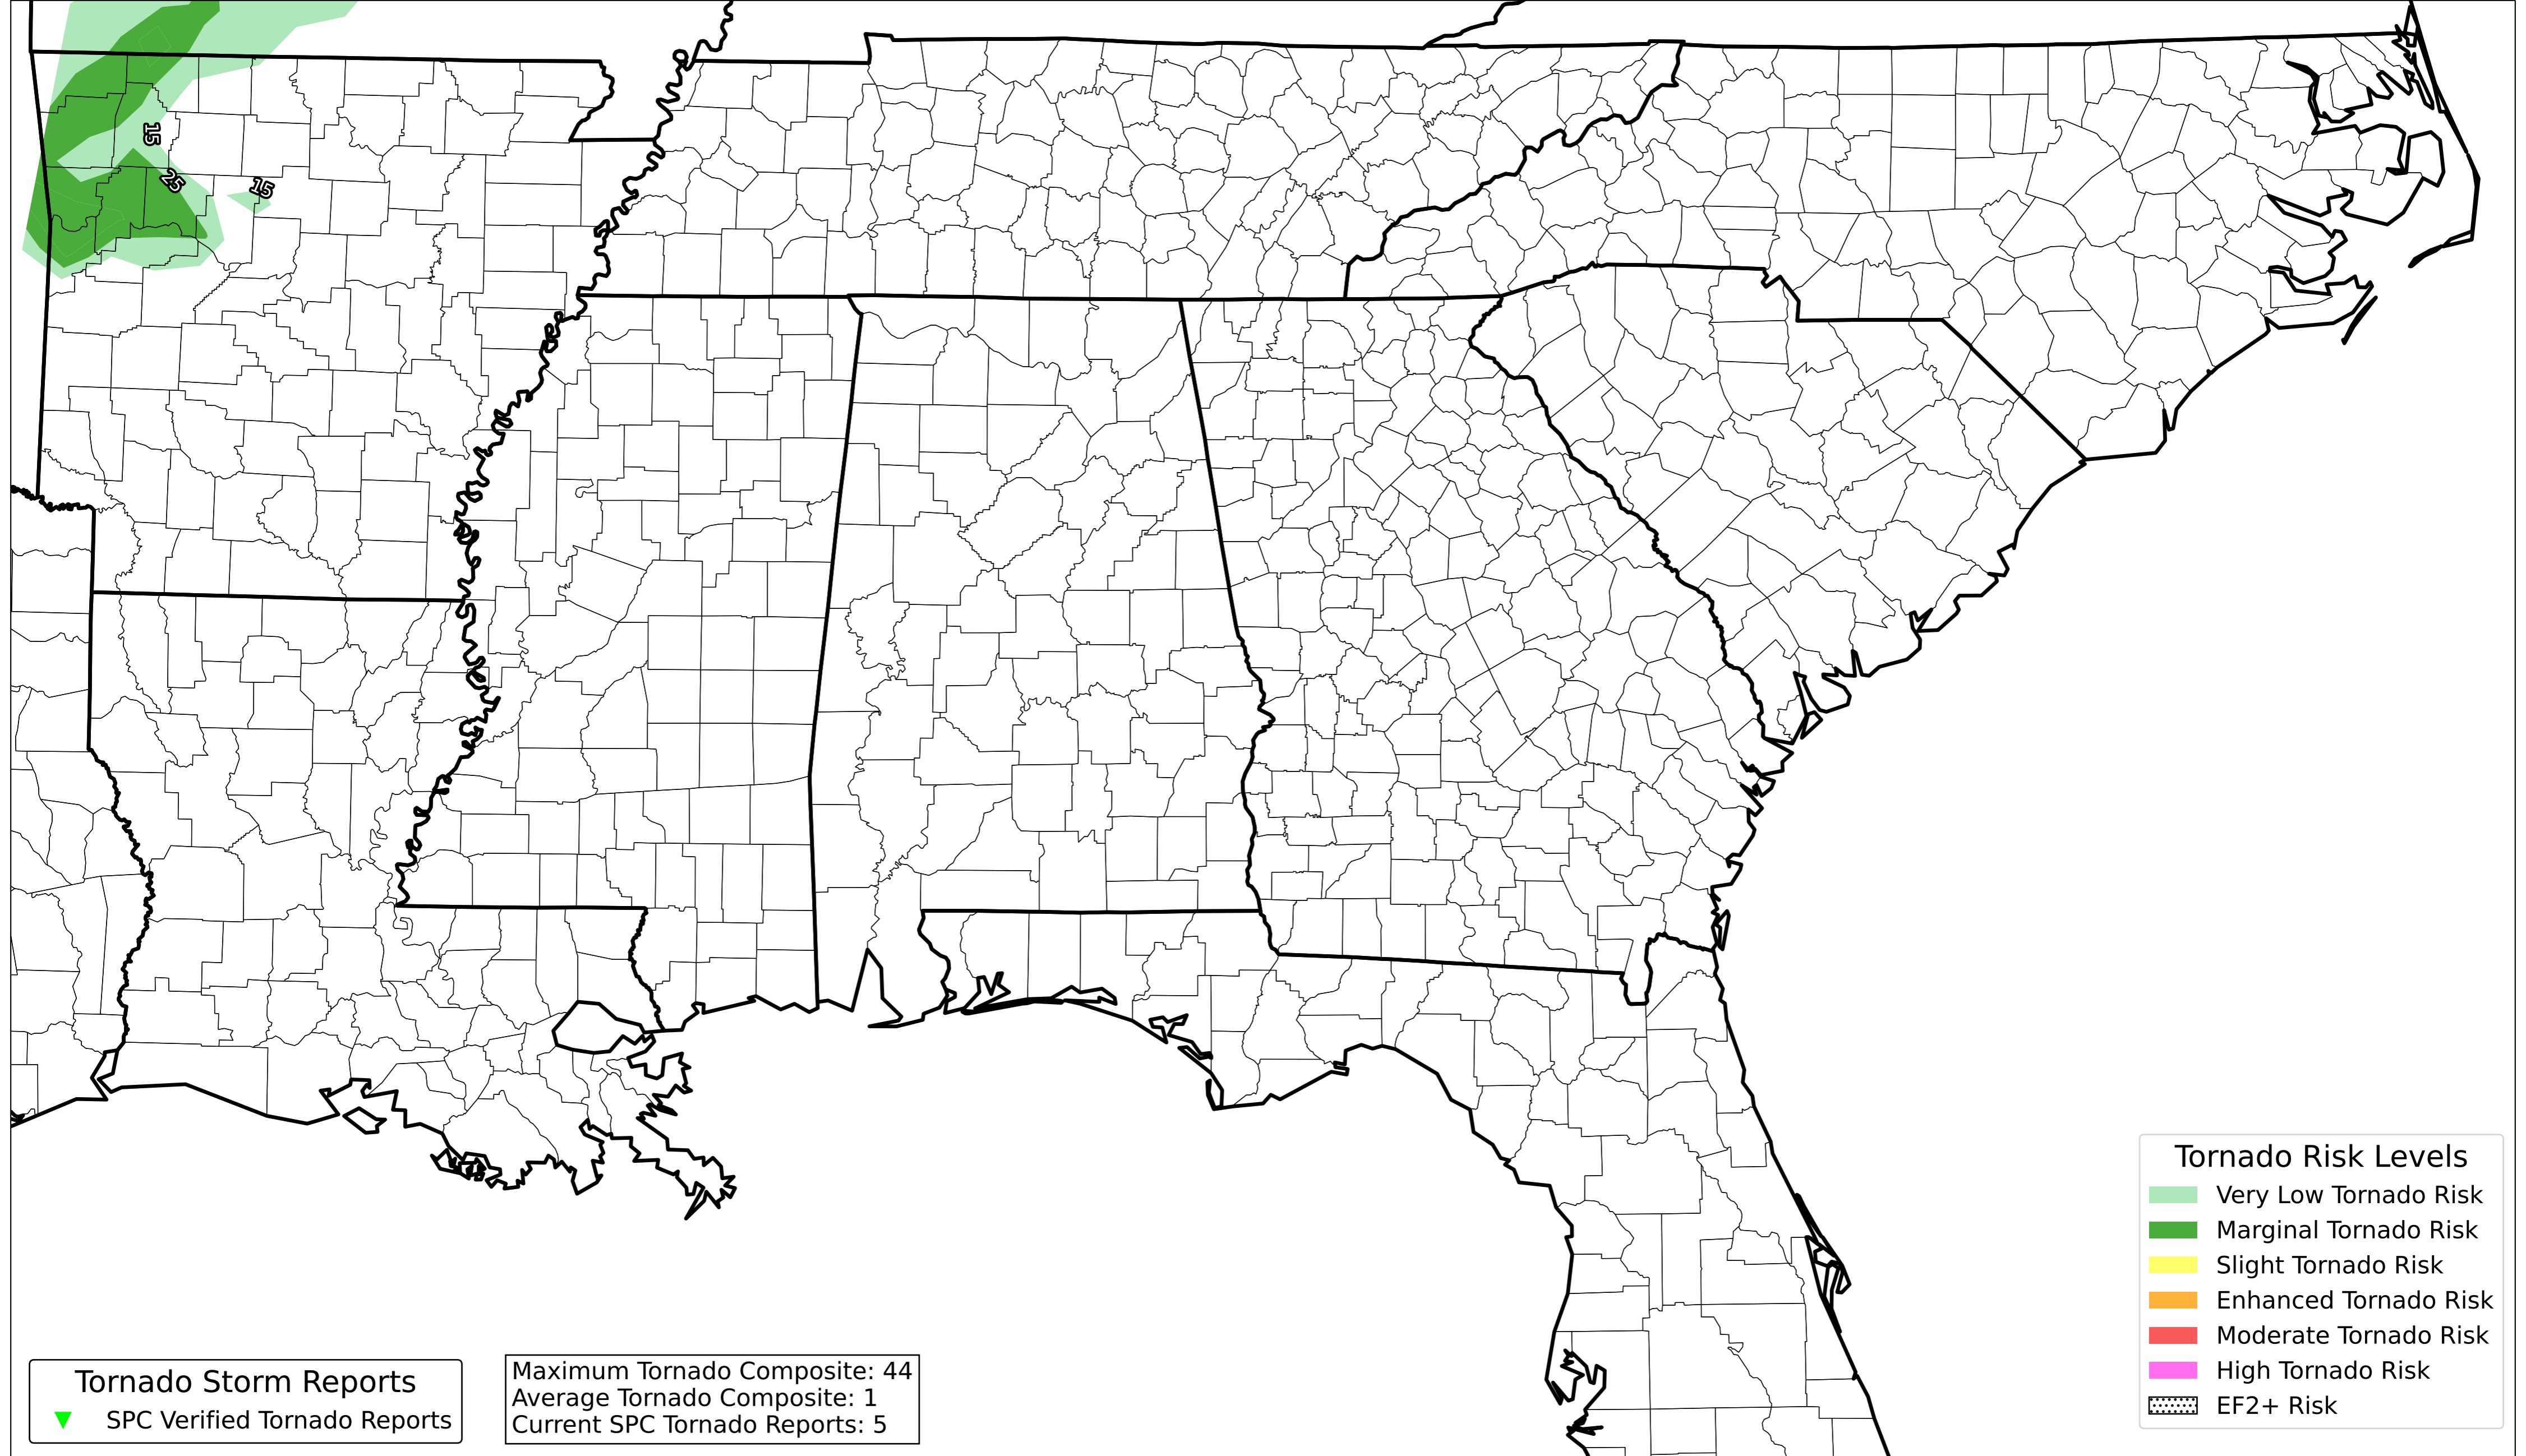 15
25
15
Tornado Risk Levels
Very Low Tornado Risk
Marginal Tornado Risk
Slight Tornado Risk
Enhanced Tornado Risk
Moderate Tornado Risk
High Tornado Risk
EF2+ Risk
Tornado Storm Reports
SPC Verified Tornado Reports
Maximum Tornado Composite: 44
Average Tornado Composite: 1
Current SPC Tornado Reports: 5